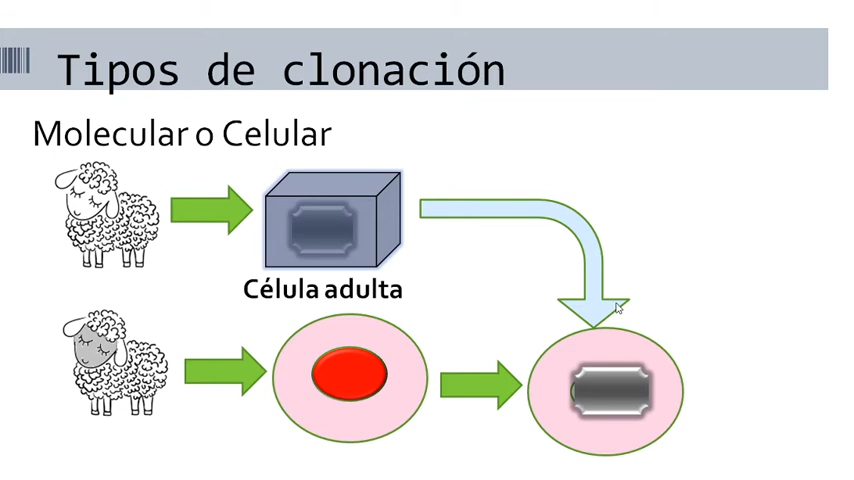 Tipos de clonación
Molecular o Celular
Célula adulta